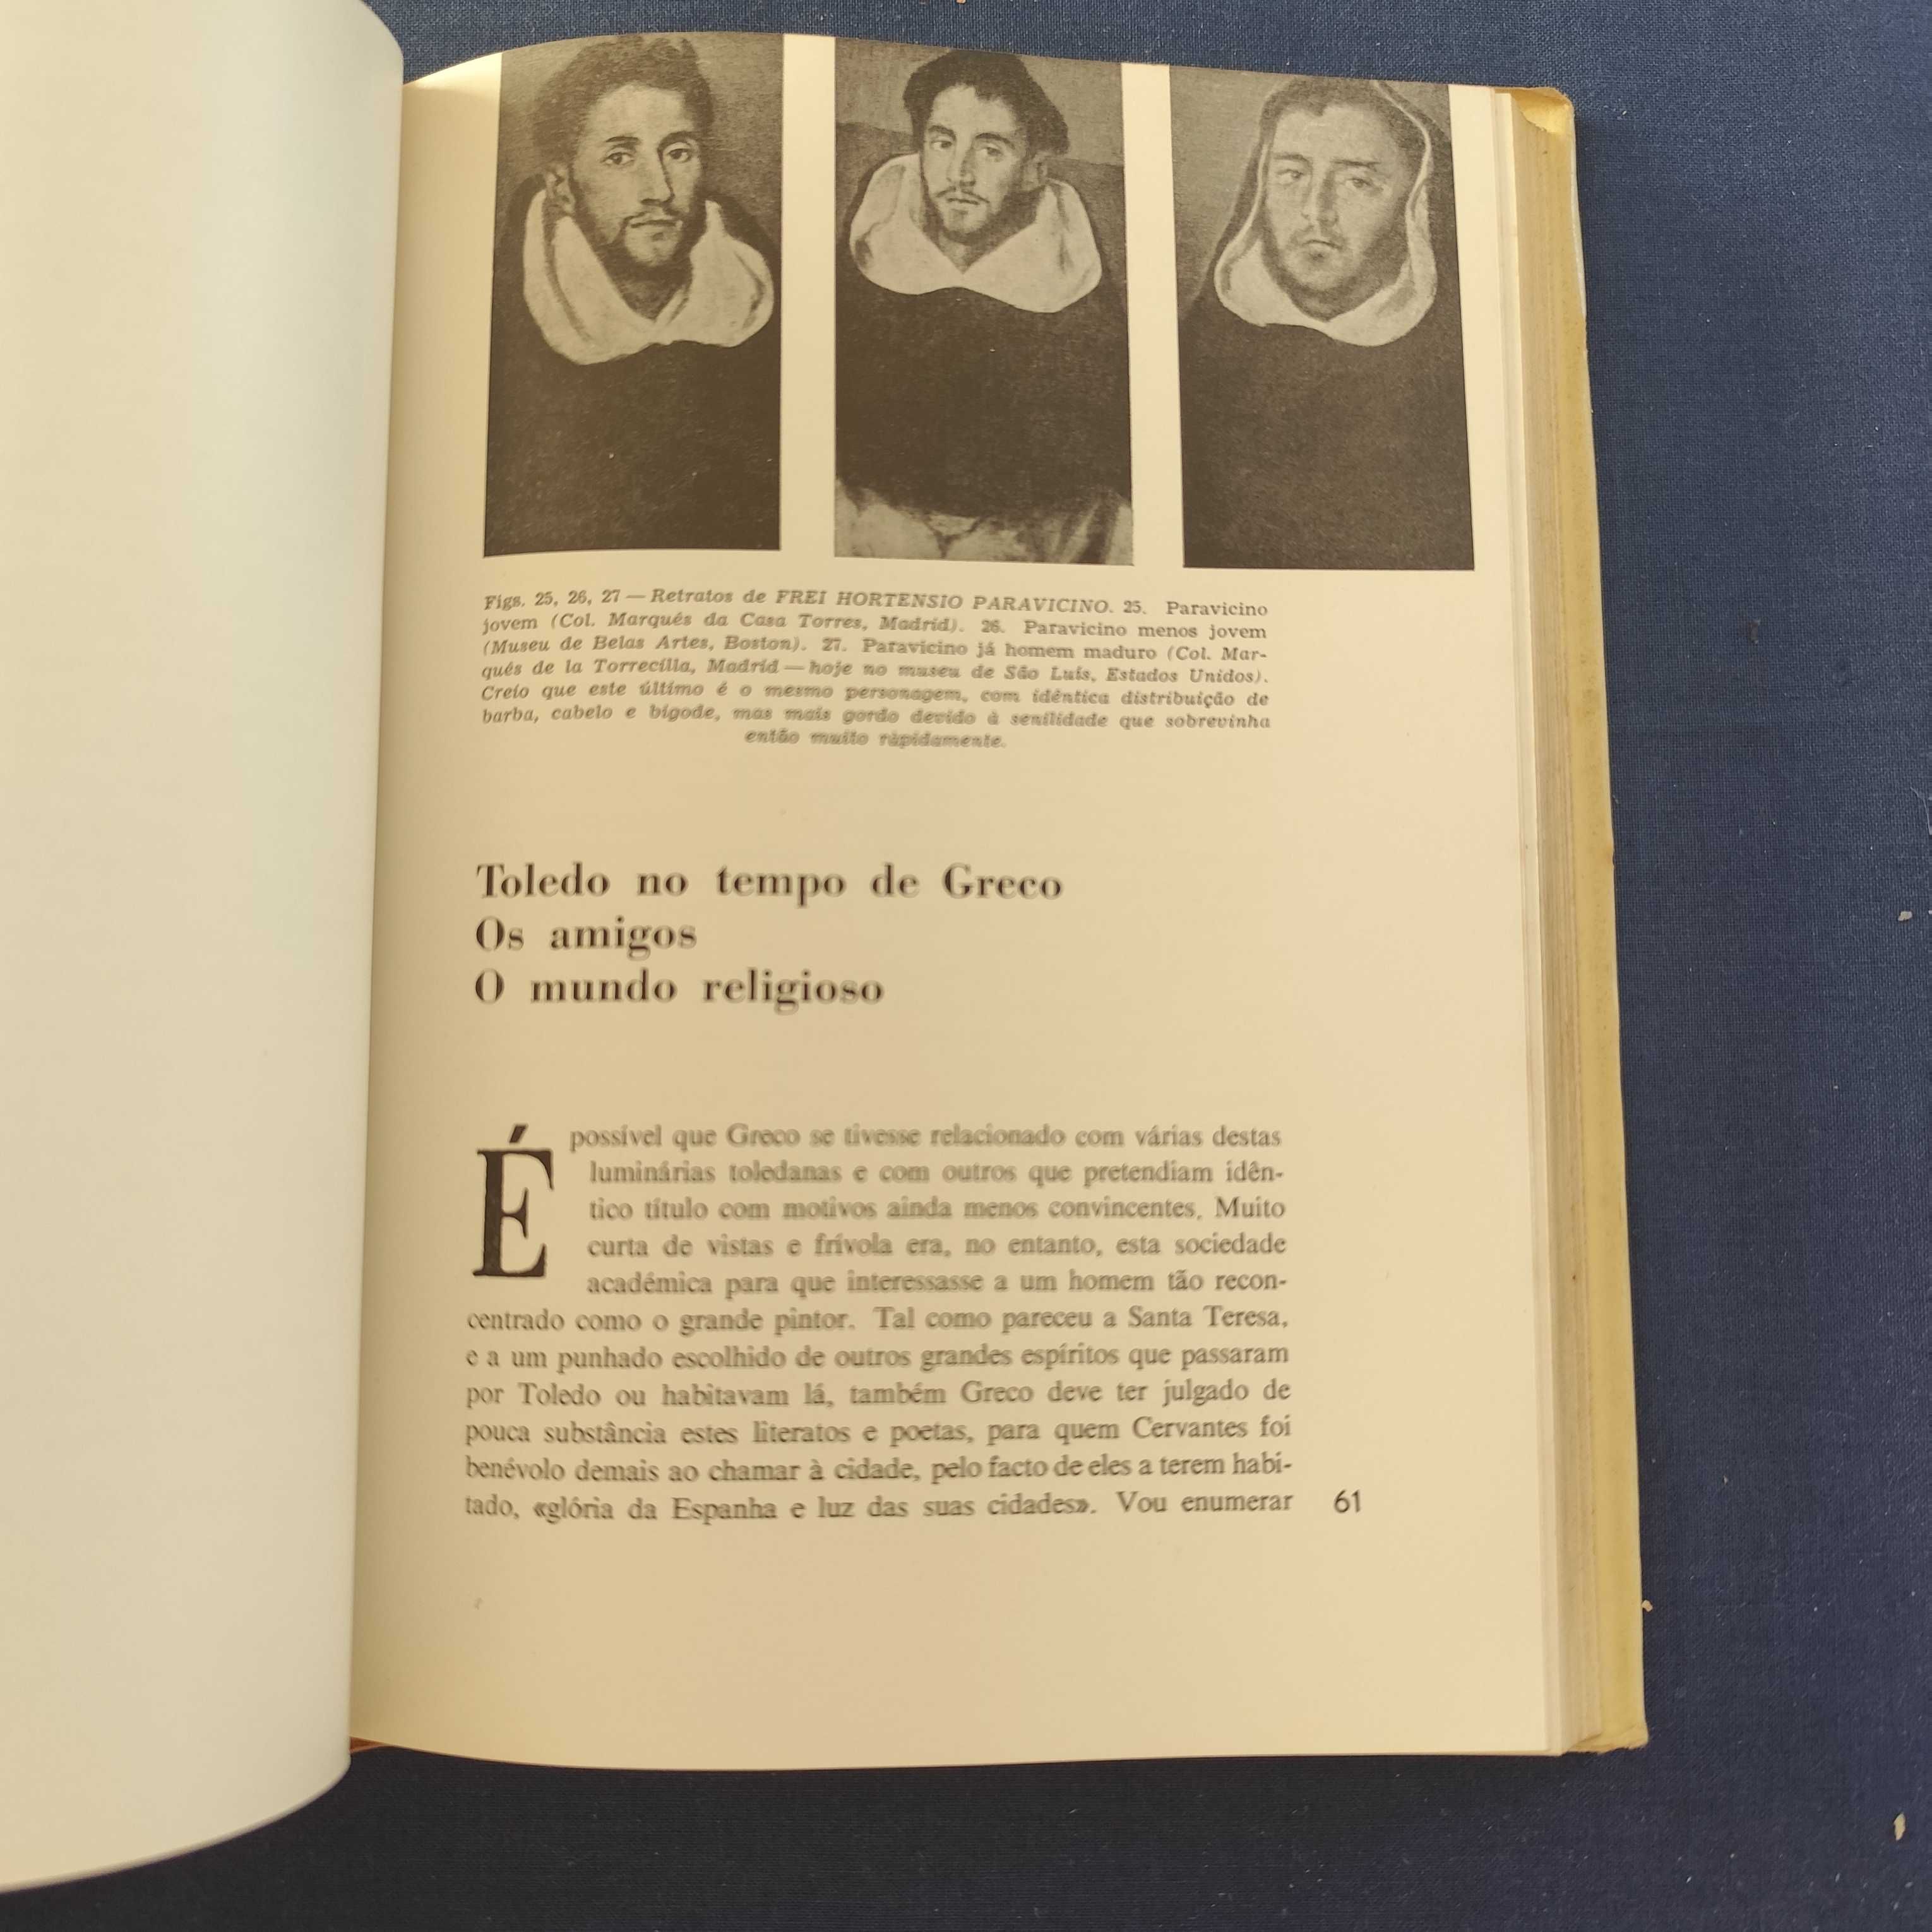 Figs. 25, 26, 27 — Retratos de FREI HORTENSIO PARAVICINO. 25. Paravicino
jovem (Col. Marqués da Casa Torres, Madrid). 26. Paravicino menos jovem
(Museu de Belas Artes, Boston). 27. Paravicino já homem maduro (Col. Mar-
qués de la Torrecilla, Madrid — hoje no museu de São Luís, Estados Unidos).
Creio que este último é o mesmo personagem, com idêntica distribuição de
barba, cabelo e bigode, mas mais gordo devido à senilidade que sobrevinha
então muito ràpidamente.
Toledo no tempo de Greco
Os amigos
O mundo religioso
É possível que Greco se tivesse relacionado com várias destas
luminárias toledanas e com outros que pretendiam idên-
tico título com motivos ainda menos convincentes. Muito
curta de vistas e frívola era, no entanto, esta sociedade
académica para que interessasse a um homem tão recon-
centrado como o grande pintor. Tal como pareceu a Santa Teresa,
e a um punhado escolhido de outros grandes espíritos que passaram
por Toledo ou habitavam lá, também Greco deve ter julgado de
pouca substância estes literatos e poetas, para quem Cervantes foi
benévolo demais ao chamar à cidade, pelo facto de eles a terem habi-
tado, «glória da Espanha e luz das suas cidades». Vou enumerar
61